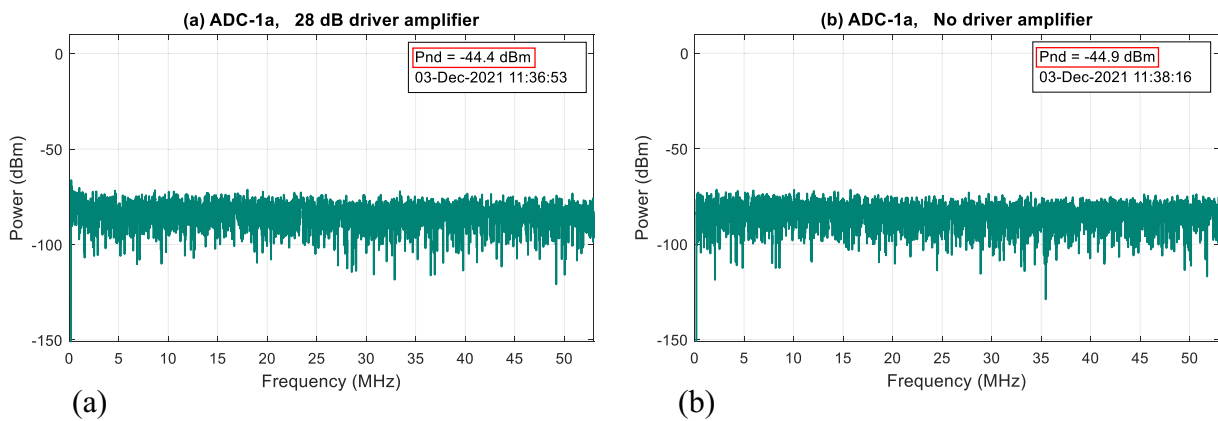 (a) ADC-1a, 28 dB driver amplifier
Pnd = -44.4 dBm
03-Dec-2021 11:36:53
Power (dBm)
0
-50
-100
-150
0 5 10 15 20 25 30 35 40 45 50
Frequency (MHz)
(a)
(b) ADC-1a, No driver amplifier
Pnd = -44.9 dBm
03-Dec-2021 11:38:16
Power (dBm)
0
-50
-100
-150
0 5 10 15 20 25 30 35 40 45 50
Frequency (MHz)
(b)